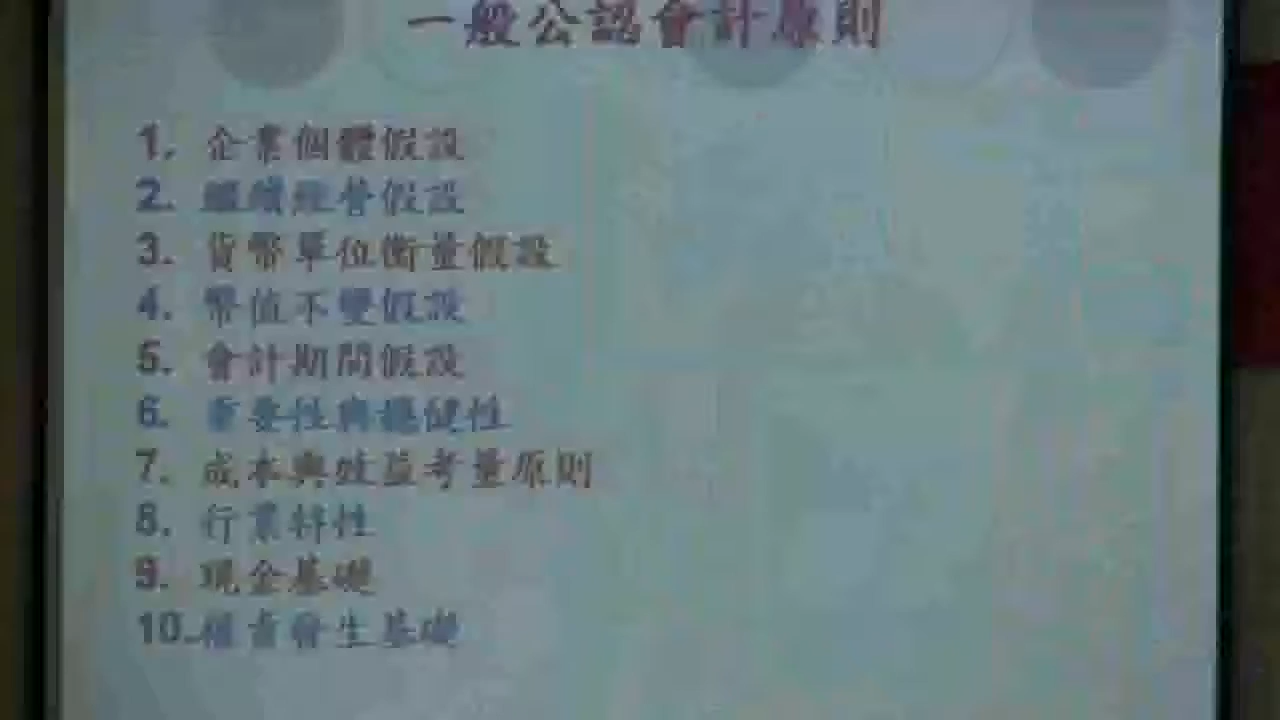 一般公認會計原則
1. 企業個體假設
2. 繼續經營假設
3. 貨幣單位衡量假設
4. 幣值不變假設
5. 會計期間假設
6. 重要性與穩健性
7. 成本與效益考量原則
8. 行業特性
9. 現金基礎
10. 權責發生基礎